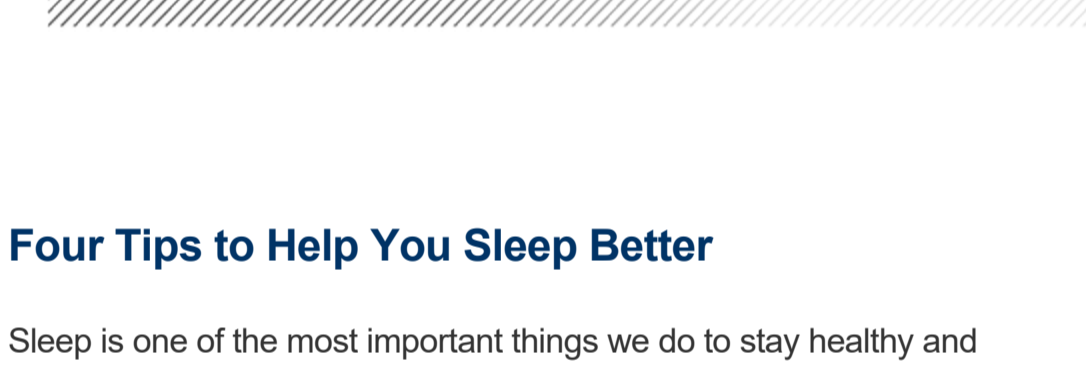 Four Tips to Help You Sleep Better
Sleep is one of the most important things we do to stay healthy and